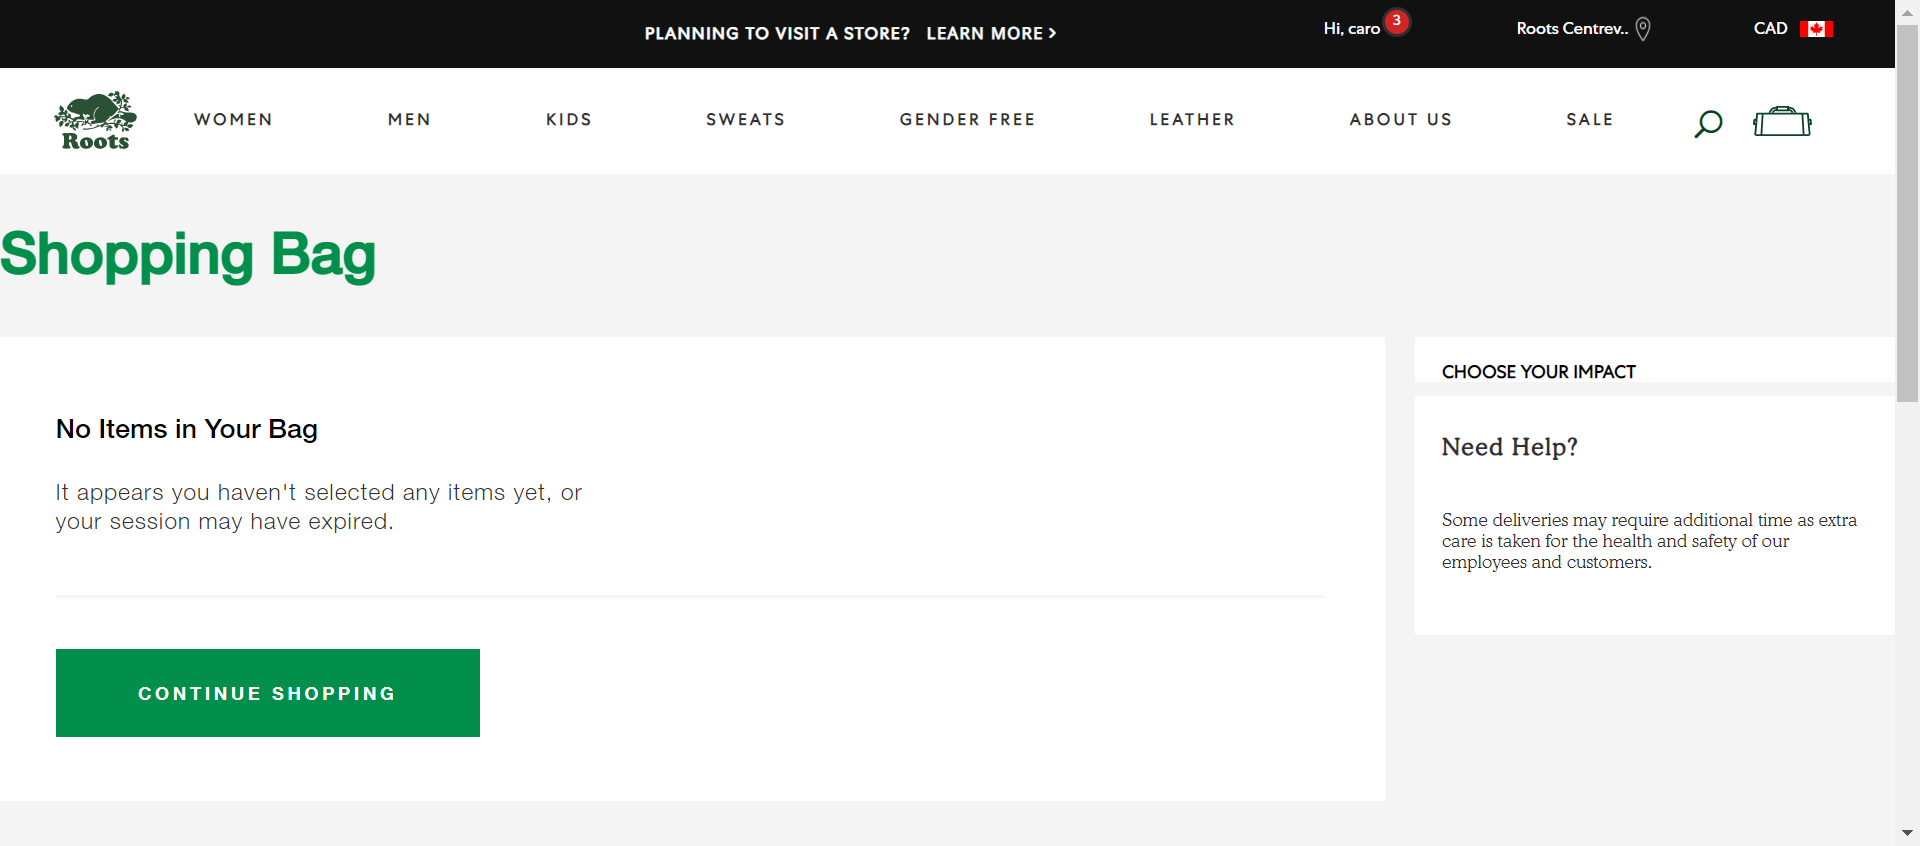 PLANNING TO VISIT A STORE? LEARN MORE >
Hi, caro 3
Roots Centrev..
CAD
Roots
WOMEN
MEN
KIDS
SWEATS
GENDER FREE
LEATHER
ABOUT US
SALE
Shopping Bag
No Items in Your Bag
It appears you haven't selected any items yet, or
your session may have expired.
CONTINUE SHOPPING
CHOOSE YOUR IMPACT
Need Help?
Some deliveries may require additional time as extra
care is taken for the health and safety of our
employees and customers.